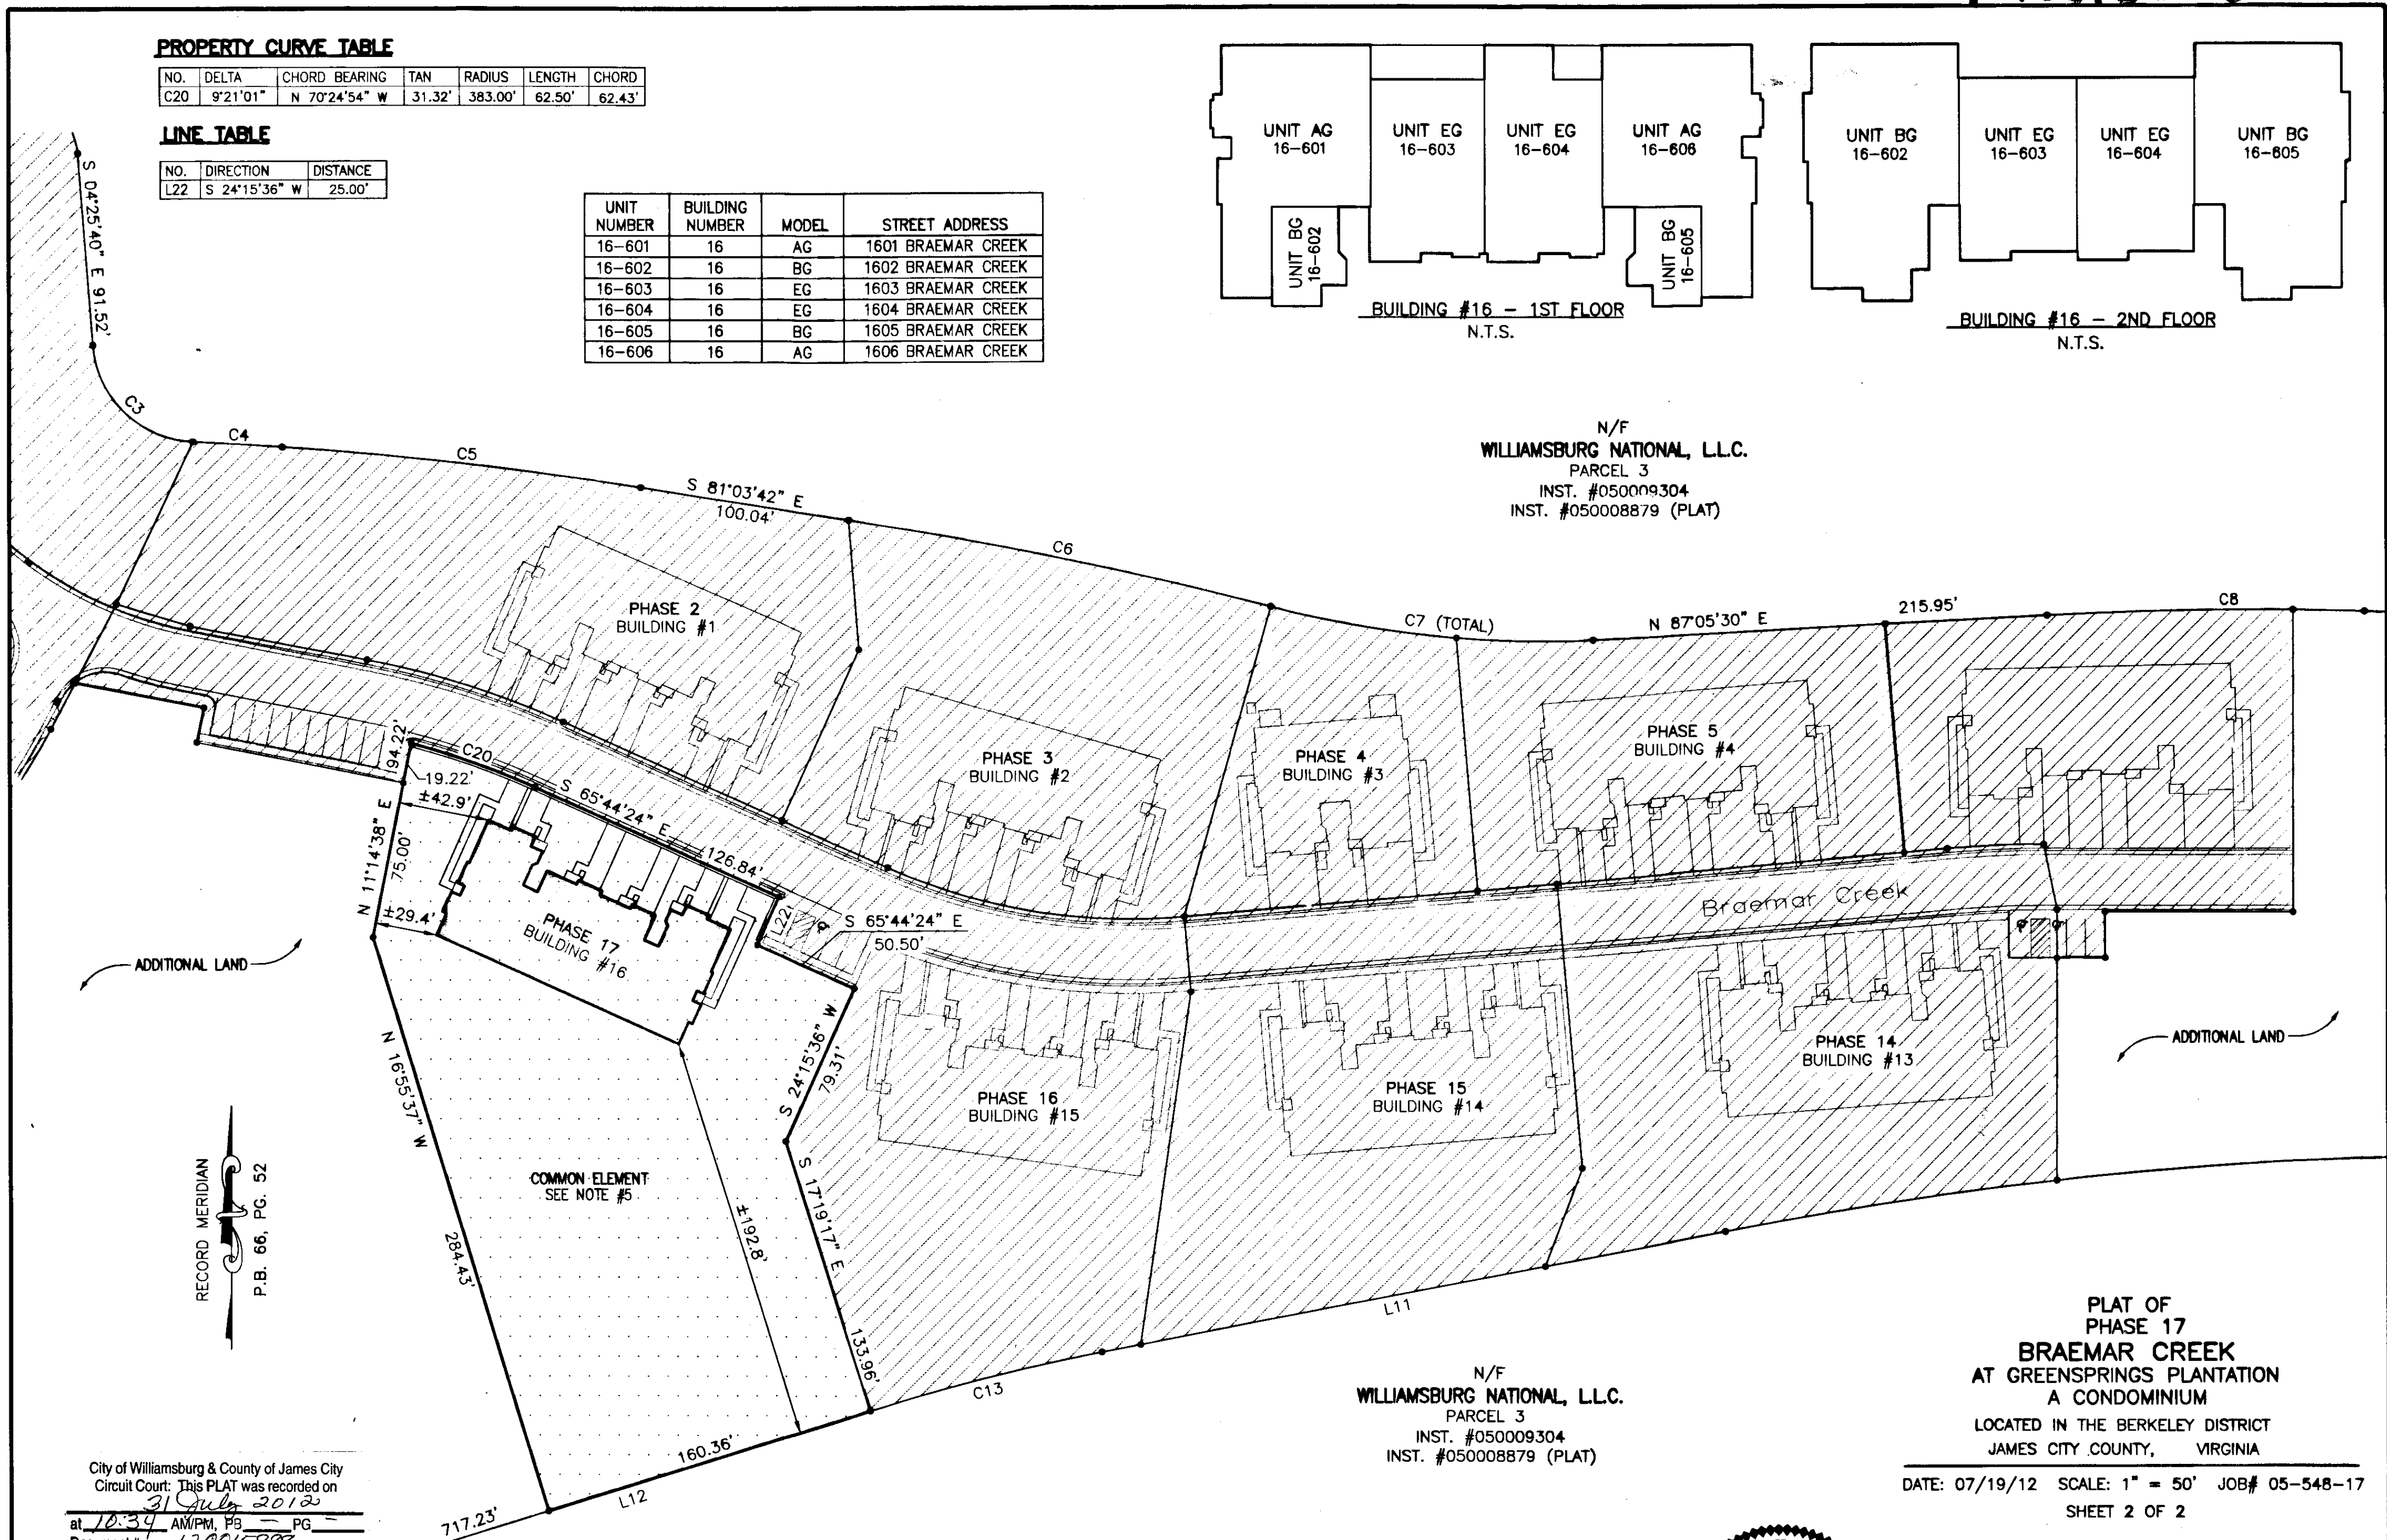 PROPERTY CURVE TABLE
NO. DELTA CHORD BEARING TAN RADIUS LENGTH CHORD
C20 9°21'01" N 70°24'54" W 31.32' 383.00' 62.50' 62.43'
LINE TABLE
NO. DIRECTION DISTANCE
L22 S 24°15'36" W 25.00'
UNIT NUMBER BUILDING NUMBER MODEL STREET ADDRESS
16-601 16 AG 1601 BRAEMAR CREEK
16-602 16 BG 1602 BRAEMAR CREEK
16-603 16 EG 1603 BRAEMAR CREEK
16-604 16 EG 1604 BRAEMAR CREEK
16-605 16 BG 1605 BRAEMAR CREEK
16-606 16 AG 1606 BRAEMAR CREEK
UNIT AG
16-601
UNIT EG
16-603
UNIT EG
16-604
UNIT AG
16-606
UNIT BG
16-602
UNIT BG
16-605
BUILDING #16 - 1ST FLOOR
N.T.S.
UNIT BG
16-602
UNIT EG
16-603
UNIT EG
16-604
UNIT BG
16-605
BUILDING #16 - 2ND FLOOR
N.T.S.
N/F
WILLIAMSBURG NATIONAL, L.L.C.
PARCEL 3
INST. #050009304
INST. #050008879 (PLAT)
S 04°25'40" E 91.52'
C3
C4
C5
S 81°03'42" E
100.04'
C6
C7 (TOTAL)
N 87°05'30" E
215.95'
C8
PHASE 2
BUILDING #1
PHASE 3
BUILDING #2
PHASE 4
BUILDING #3
PHASE 5
BUILDING #4
194.22'
19.22'
C20
±42.9'
S 65°44'24" E
126.84'
N 11°14'38" E
75.00'
±29.4'
PHASE 17
BUILDING #16
L22
S 65°44'24" E
50.50'
Braemar Creek
ADDITIONAL LAND
S 24°15'36" W
79.31'
N 16°55'37" W
284.43'
COMMON ELEMENT
SEE NOTE #5
±192.8'
S 17°19'17" E
133.96'
PHASE 16
BUILDING #15
PHASE 15
BUILDING #14
PHASE 14
BUILDING #13
ADDITIONAL LAND
RECORD MERIDIAN
P.B. 66, PG. 52
L11
C13
160.36'
L12
717.23'
N/F
WILLIAMSBURG NATIONAL, L.L.C.
PARCEL 3
INST. #050009304
INST. #050008879 (PLAT)
PLAT OF
PHASE 17
BRAEMAR CREEK
AT GREENSPRINGS PLANTATION
A CONDOMINIUM
LOCATED IN THE BERKELEY DISTRICT
JAMES CITY COUNTY, VIRGINIA
DATE: 07/19/12 SCALE: 1" = 50' JOB# 05-548-17
SHEET 2 OF 2
City of Williamsburg & County of James City
Circuit Court: This PLAT was recorded on
31 July 2012
at 10:34 AM/PM, PB — PG —